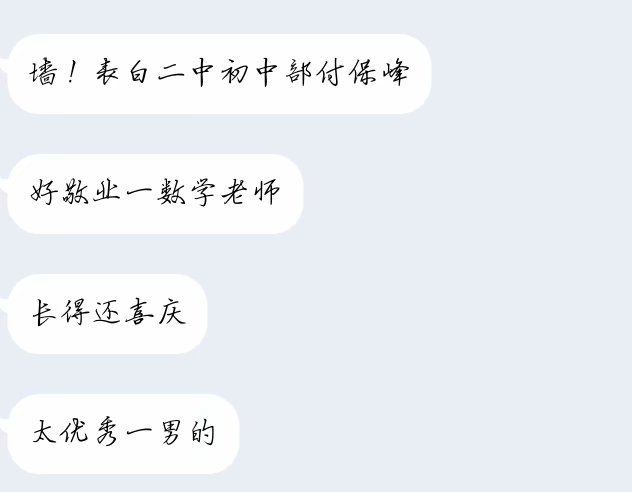 墙！表白二中初中部付保峰
好敬业一数学老师
长得还喜庆
太优秀一男的